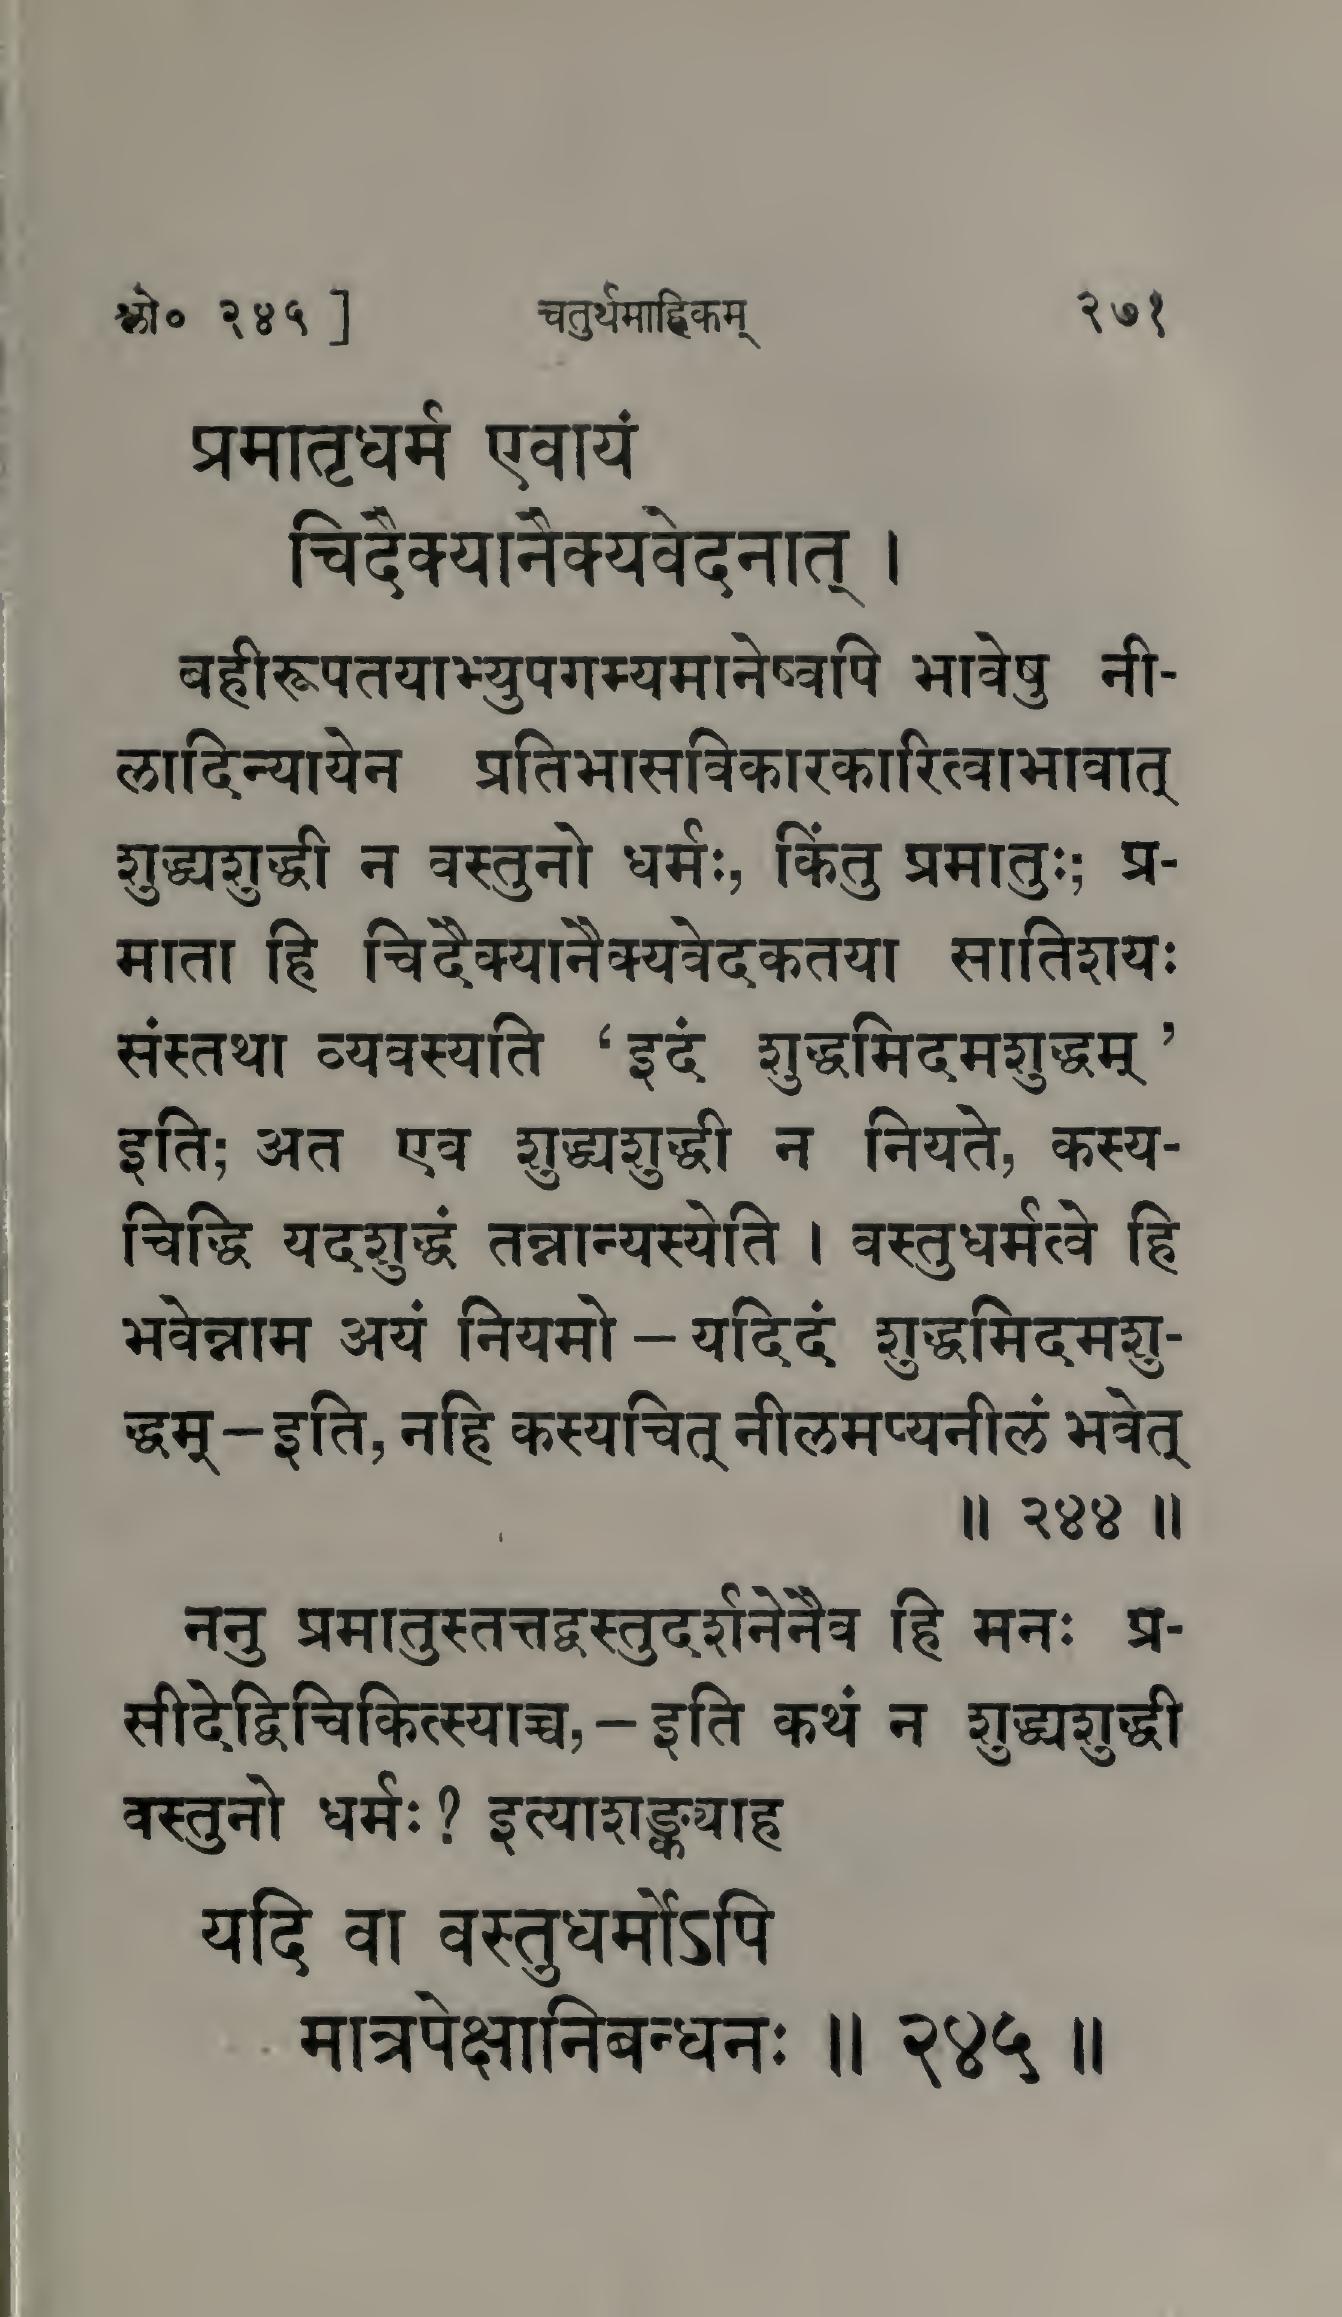 श्लो० २४५ ] चतुर्थमाह्निकम् २७१
प्रमातृधर्म एवायं
चिदैक्यानैक्यवेदनात् ।
बहीरूपतयाभ्युपगम्यमानेष्वपि भावेषु नी-
लादिन्यायेन प्रतिभासविकारकारित्वाभावात्
शुद्ध्यशुद्धी न वस्तुनो धर्मः, किंतु प्रमातुः; प्र-
माता हि चिदैक्यानैक्यवेदकतया सातिशयः
संस्तथा व्यवस्यति ‘इदं शुद्धमिदमशुद्धम्’
इति; अत एव शुद्ध्यशुद्धी न नियते, कस्य-
चिद्धि यदशुद्धं तन्नान्यस्येति । वस्तुधर्मत्वे हि
भवेन्नाम अयं नियमो – यदिदं शुद्धमिदमशु-
द्धम् – इति, नहि कस्यचित् नीलमप्यनीलं भवेत्
॥ २४४ ॥
ननु प्रमातुस्तत्तद्वस्तुदर्शनेनैव हि मनः प्र-
सीदेद्विचिकित्स्याच्च, – इति कथं न शुद्ध्यशुद्धी
वस्तुनो धर्मः? इत्याशङ्क्याह
यदि वा वस्तुधर्मोऽपि
मात्रपेक्षानिबन्धनः ॥ २४५ ॥